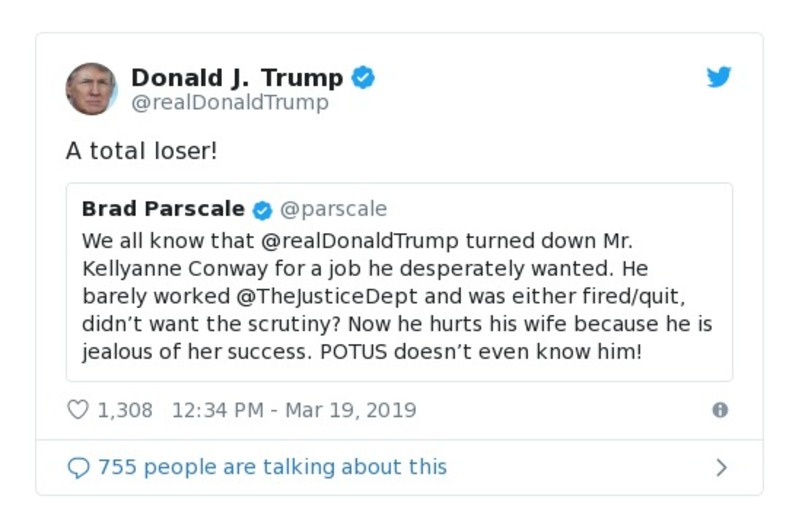 Donald J. Trump
@realDonaldTrump
A total loser!
Brad Parscale @parscale
We all know that @realDonaldTrump turned down Mr.
Kellyanne Conway for a job he desperately wanted. He
barely worked @TheJusticeDept and was either fired/quit,
didn’t want the scrutiny? Now he hurts his wife because he is
jealous of her success. POTUS doesn’t even know him!
1,308 12:34 PM - Mar 19, 2019
755 people are talking about this